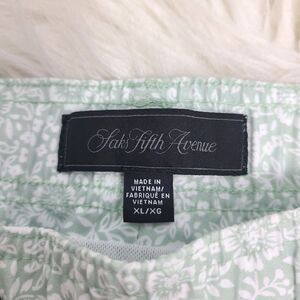 Saks Fifth Avenue
MADE IN
VIETNAM/
FABRIQUÉ EN
VIETNAM
XL/XG